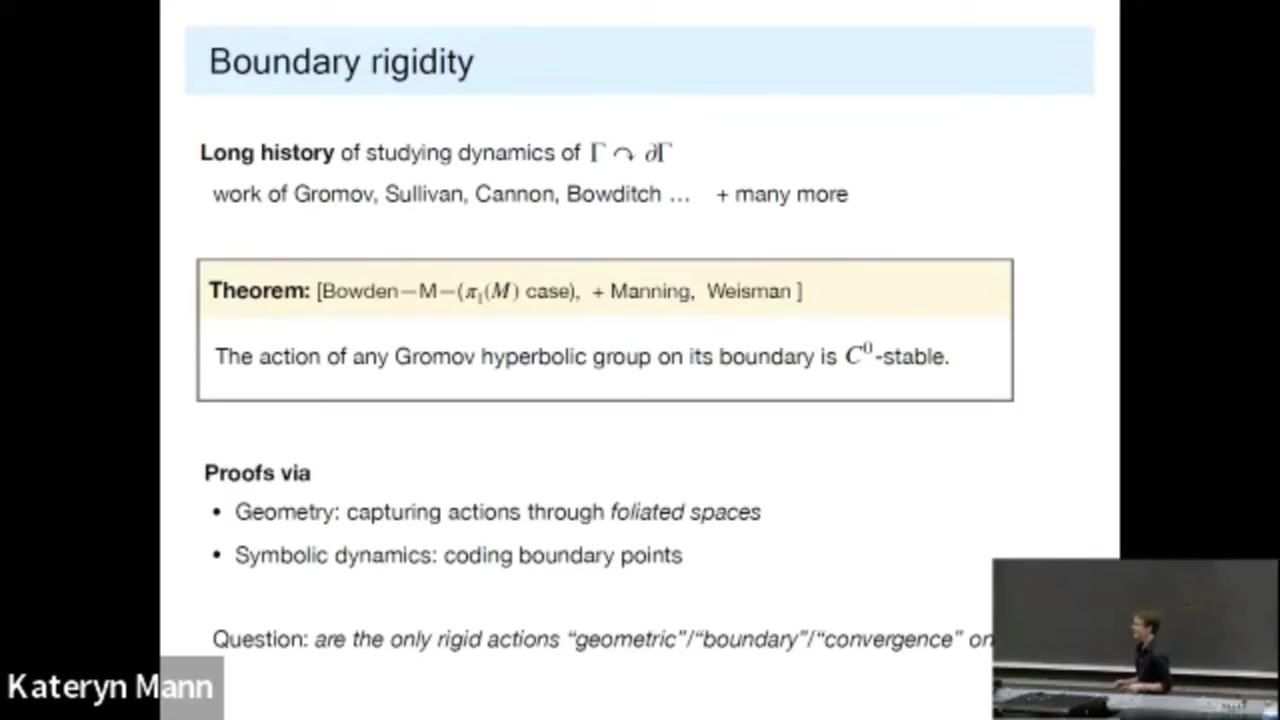 Boundary rigidity
Long history of studying dynamics of Γ ↷ ∂Γ
work of Gromov, Sullivan, Cannon, Bowditch ... + many more
Theorem: [Bowden–M–(π₁(M) case), + Manning, Weisman ]
The action of any Gromov hyperbolic group on its boundary is C⁰-stable.
Proofs via
• Geometry: capturing actions through foliated spaces
• Symbolic dynamics: coding boundary points
Question: are the only rigid actions “geometric”/“boundary”/“convergence” on
Kateryn Mann